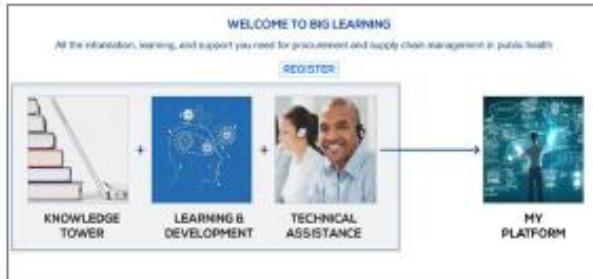 WELCOME TO BIG LEARNING
All the information, learning, and support you need for procurement and supply chain management in public health
REGISTER
+
+
KNOWLEDGE
TOWER
LEARNING &
DEVELOPMENT
TECHNICAL
ASSISTANCE
MY
PLATFORM